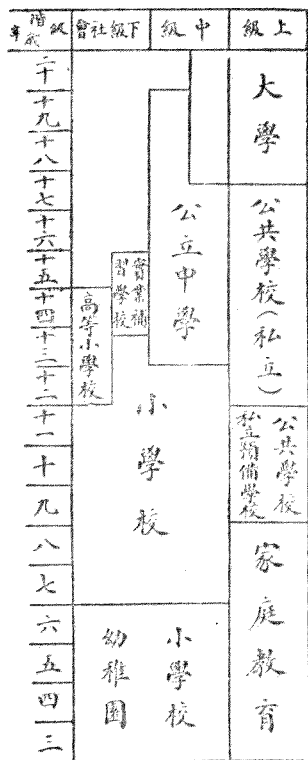 上級
中級
下級社會
階級
年歲
大學
公共學校(私立)
公共學校
私立預備學校
家庭教育
公立中學
實業補
習學校
高等小學校
小學校
小學校
幼稚園
二十
十九
十八
十七
十六
十五
十四
十三
十二
十一
十
九
八
七
六
五
四
三